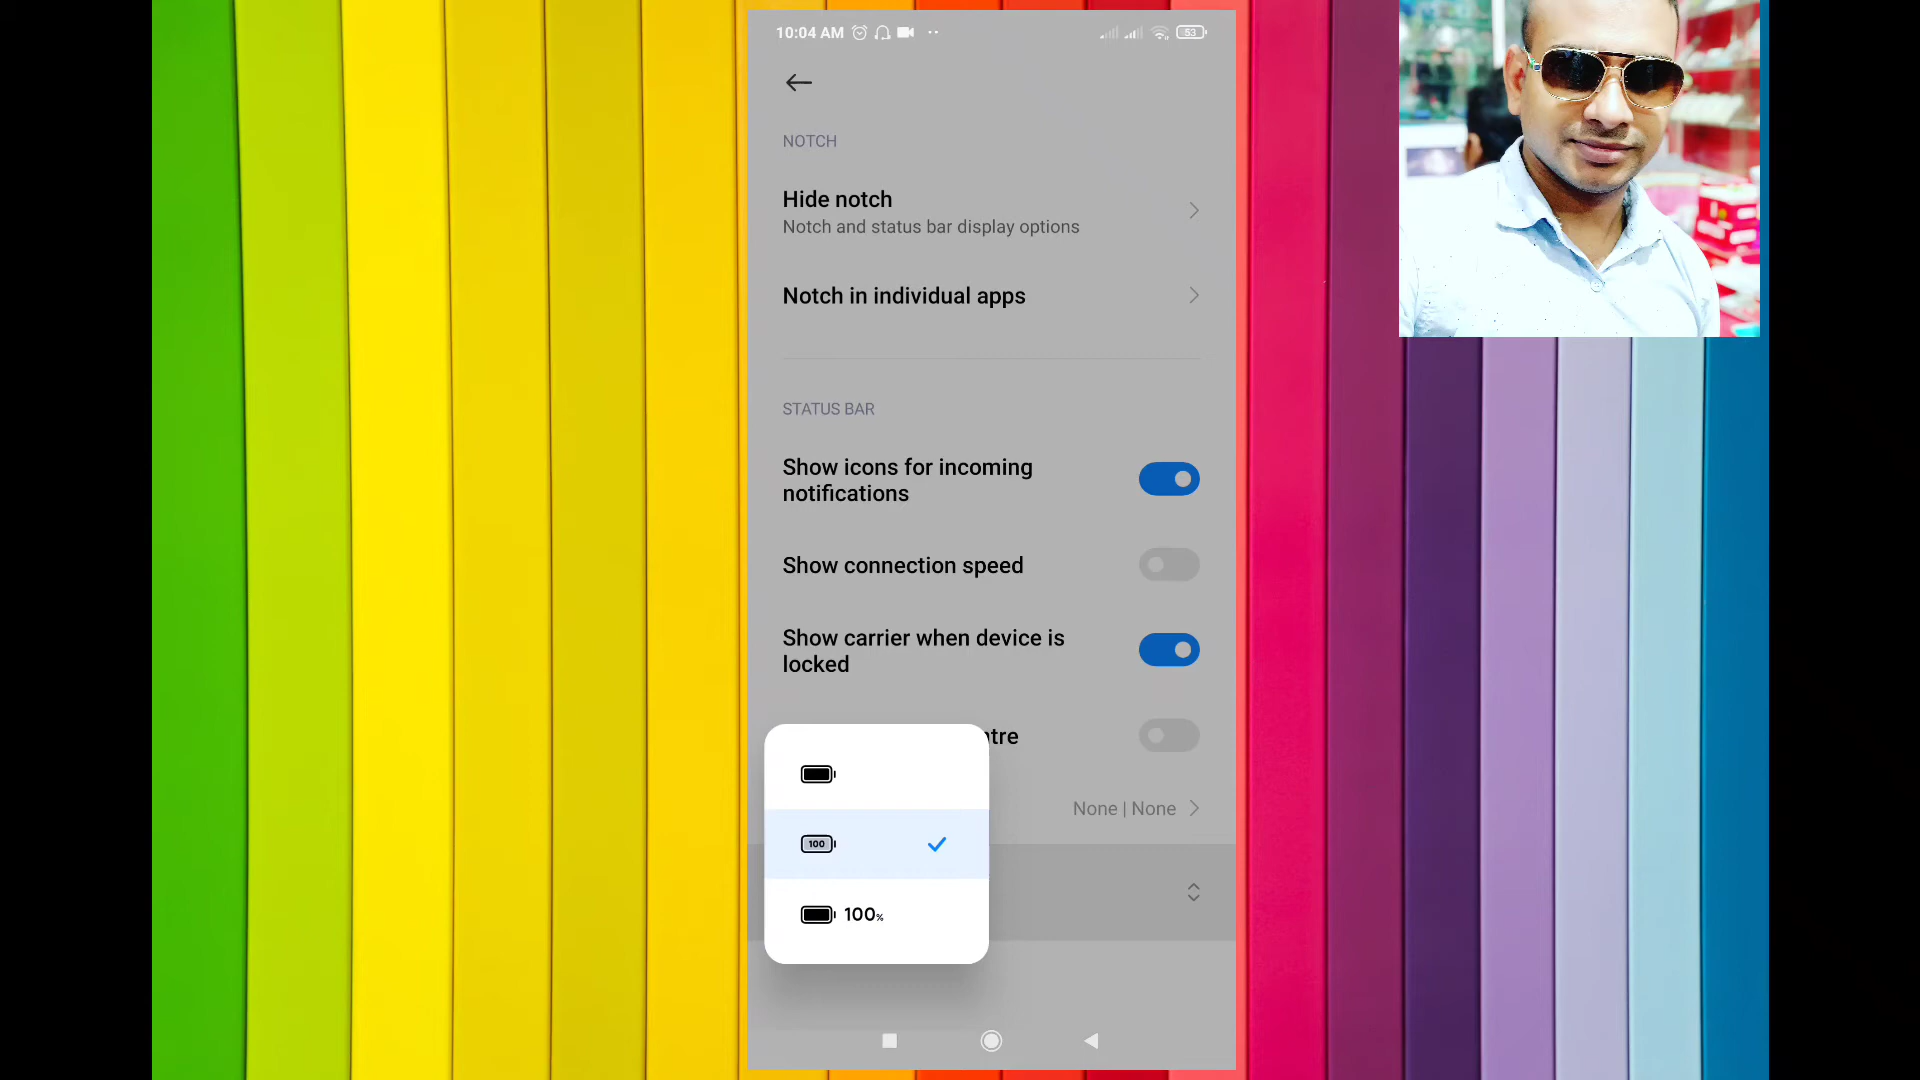 10:04 AM
53
NOTCH
Hide notch
Notch and status bar display options
Notch in individual apps
STATUS BAR
Show icons for incoming
notifications
Show connection speed
Show carrier when device is
locked
ntre
None | None
100
100%